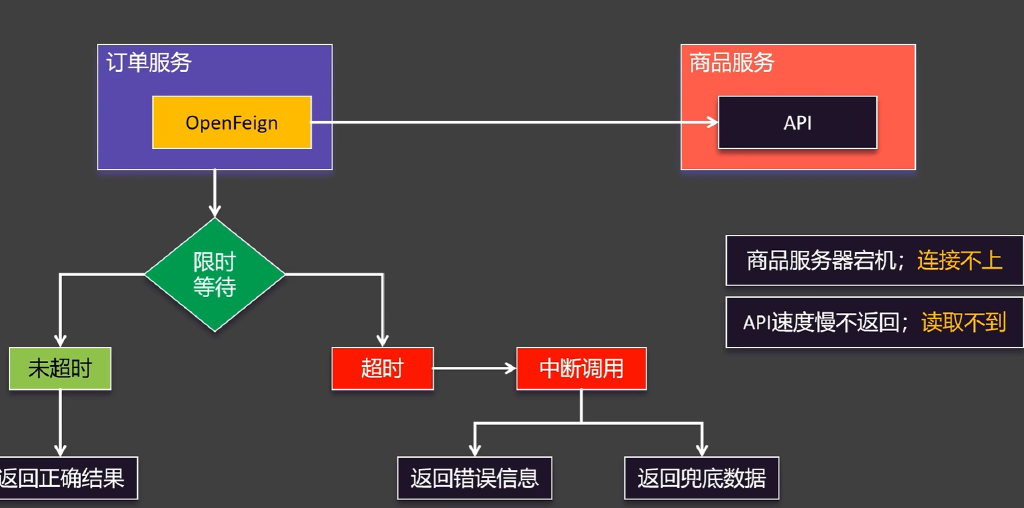 订单服务
商品服务
OpenFeign
API
限时
等待
商品服务器宕机；连接不上
API速度慢不返回；读取不到
未超时
超时
中断调用
返回正确结果
返回错误信息
返回兜底数据